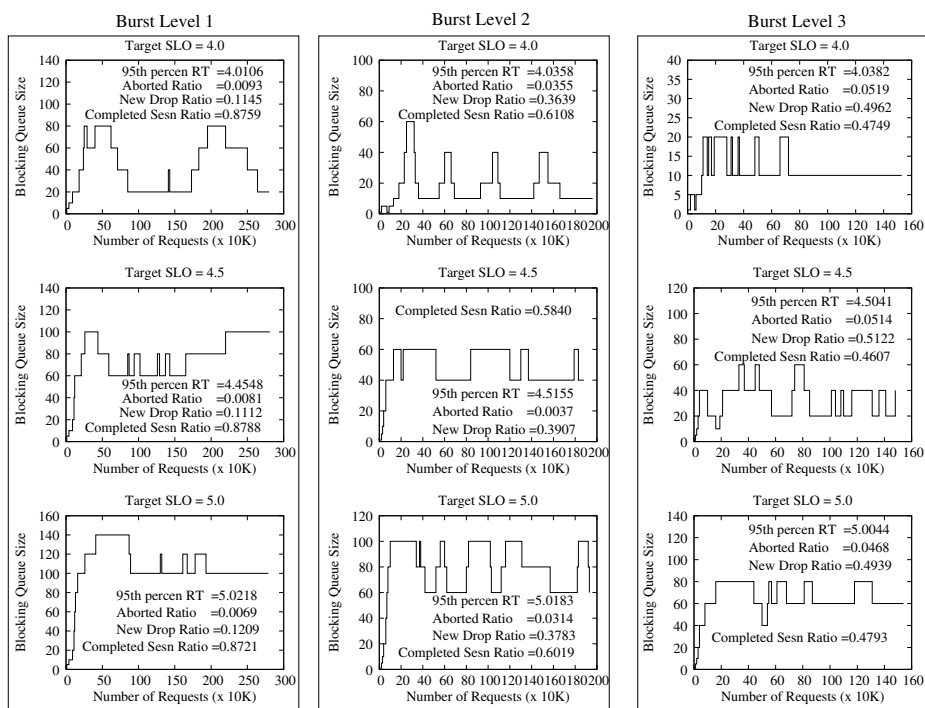 Burst Level 1
Target SLO = 4.0
Blocking Queue Size
140
120
100
80
60
40
20
0
95th percen RT =4.0106
Aborted Ratio =0.0093
New Drop Ratio =0.1145
Completed Sesn Ratio =0.8759
0 50 100 150 200 250 300
Number of Requests (x 10K)
Target SLO = 4.5
Blocking Queue Size
140
120
100
80
60
40
20
0
95th percen RT =4.4548
Aborted Ratio =0.0081
New Drop Ratio =0.1112
Completed Sesn Ratio =0.8788
0 50 100 150 200 250 300
Number of Requests (x 10K)
Target SLO = 5.0
Blocking Queue Size
160
140
120
100
80
60
40
20
0
95th percen RT =5.0218
Aborted Ratio =0.0069
New Drop Ratio =0.1209
Completed Sesn Ratio =0.8721
0 50 100 150 200 250 300
Number of Requests (x 10K)
Burst Level 2
Target SLO = 4.0
Blocking Queue Size
100
80
60
40
20
0
95th percen RT =4.0358
Aborted Ratio =0.0355
New Drop Ratio =0.3639
Completed Sesn Ratio =0.6108
0 20 40 60 80 100 120 140 160 180 200
Number of Requests (x 10K)
Target SLO = 4.5
Blocking Queue Size
100
80
60
40
20
0
Completed Sesn Ratio =0.5840
95th percen RT =4.5155
Aborted Ratio =0.0037
New Drop Ratio =0.3907
0 20 40 60 80 100 120 140 160 180 200
Number of Requests (x 10K)
Target SLO = 5.0
Blocking Queue Size
120
100
80
60
40
20
0
95th percen RT =5.0183
Aborted Ratio =0.0314
New Drop Ratio =0.3783
Completed Sesn Ratio =0.6019
0 20 40 60 80 100 120 140 160 180 200
Number of Requests (x 10K)
Burst Level 3
Target SLO = 4.0
Blocking Queue Size
40
35
30
25
20
15
10
5
0
95th percen RT =4.0382
Aborted Ratio =0.0519
New Drop Ratio =0.4962
Completed Sesn Ratio =0.4749
0 20 40 60 80 100 120 140 160
Number of Requests (x 10K)
Target SLO = 4.5
Blocking Queue Size
120
100
80
60
40
20
0
95th percen RT =4.5041
Aborted Ratio =0.0514
New Drop Ratio =0.5122
Completed Sesn Ratio =0.4607
0 20 40 60 80 100 120 140 160
Number of Requests (x 10K)
Target SLO = 5.0
Blocking Queue Size
140
120
100
80
60
40
20
0
95th percen RT =5.0044
Aborted Ratio =0.0468
New Drop Ratio =0.4939
Completed Sesn Ratio =0.4793
0 20 40 60 80 100 120 140 160
Number of Requests (x 10K)